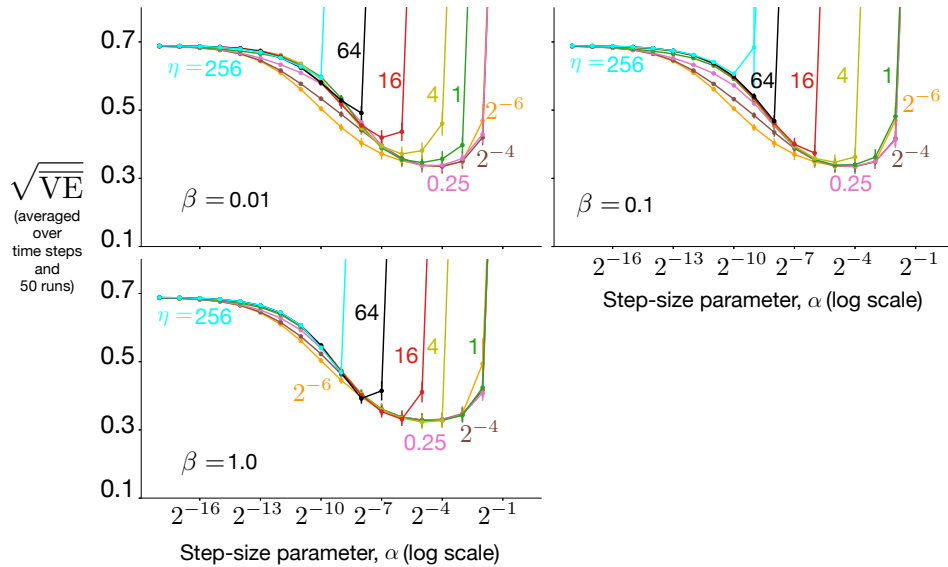 0.7
0.5
0.3
0.1
√VE
(averaged
over
time steps
and
50 runs)
η = 256
64
16
4
1
2⁻⁶
2⁻⁴
0.25
β = 0.01
0.7
0.5
0.3
0.1
η = 256
64
16
4
1
2⁻⁶
2⁻⁴
0.25
β = 0.1
2⁻¹⁶ 2⁻¹³ 2⁻¹⁰ 2⁻⁷ 2⁻⁴ 2⁻¹
Step-size parameter, α (log scale)
0.7
0.5
0.3
0.1
η = 256
64
16
4
1
2⁻⁶
2⁻⁴
0.25
β = 1.0
2⁻¹⁶ 2⁻¹³ 2⁻¹⁰ 2⁻⁷ 2⁻⁴ 2⁻¹
Step-size parameter, α (log scale)